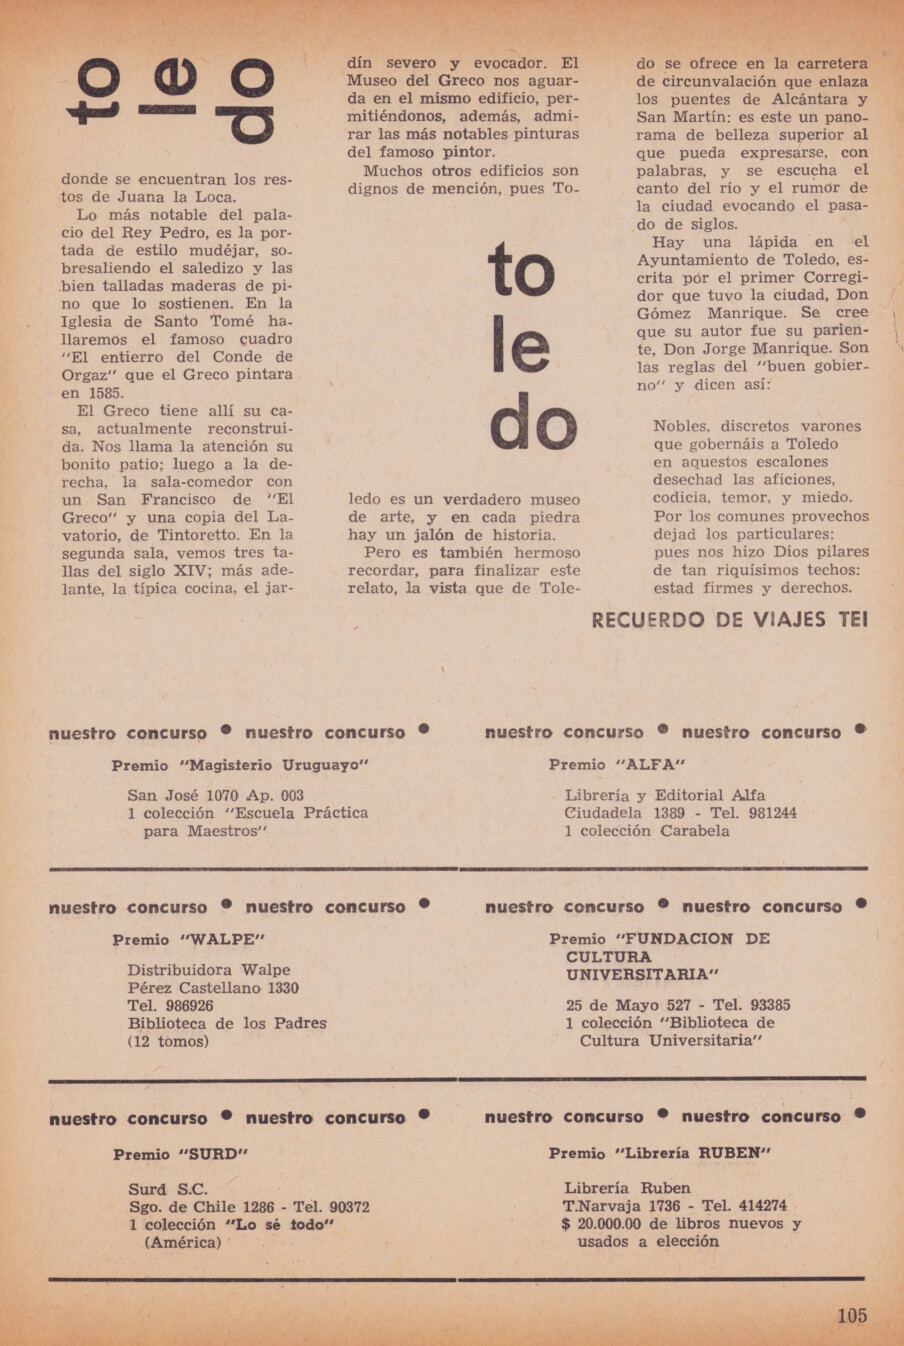 to
le
do
donde se encuentran los res-
tos de Juana la Loca.
Lo más notable del pala-
cio del Rey Pedro, es la por-
tada de estilo mudéjar, so-
bresaliendo el saledizo y las
bien talladas maderas de pi-
no que lo sostienen. En la
Iglesia de Santo Tomé ha-
llaremos el famoso cuadro
"El entierro del Conde de
Orgaz" que el Greco pintara
en 1585.
El Greco tiene allí su ca-
sa, actualmente reconstrui-
da. Nos llama la atención su
bonito patio; luego a la de-
recha, la sala-comedor con
un San Francisco de "El
Greco" y una copia del La-
vatorio, de Tintoretto. En la
segunda sala, vemos tres ta-
llas del siglo XIV; más ade-
lante, la típica cocina, el jar-
dín severo y evocador. El
Museo del Greco nos aguar-
da en el mismo edificio, per-
mitiéndonos, además, admi-
rar las más notables pinturas
del famoso pintor.
Muchos otros edificios son
dignos de mención, pues To-
to
le
do
ledo es un verdadero museo
de arte, y en cada piedra
hay un jalón de historia.
Pero es también hermoso
recordar, para finalizar este
relato, la vista que de Tole-
do se ofrece en la carretera
de circunvalación que enlaza
los puentes de Alcántara y
San Martín: es este un pano-
rama de belleza superior al
que pueda expresarse, con
palabras, y se escucha el
canto del río y el rumor de
la ciudad evocando el pasa-
do de siglos.
Hay una lápida en el
Ayuntamiento de Toledo, es-
crita por el primer Corregi-
dor que tuvo la ciudad, Don
Gómez Manrique. Se cree
que su autor fue su parien-
te, Don Jorge Manrique. Son
las reglas del "buen gobier-
no" y dicen así:
Nobles, discretos varones
que gobernáis a Toledo
en aquestos escalones
desechad las aficiones,
codicia, temor, y miedo.
Por los comunes provechos
dejad los particulares:
pues nos hizo Dios pilares
de tan riquísimos techos:
estad firmes y derechos.
RECUERDO DE VIAJES TEI
nuestro concurso • nuestro concurso •
Premio "Magisterio Uruguayo"
San José 1070 Ap. 003
1 colección "Escuela Práctica
para Maestros"
nuestro concurso • nuestro concurso •
Premio "ALFA"
Librería y Editorial Alfa
Ciudadela 1389 - Tel. 981244
1 colección Carabela
nuestro concurso • nuestro concurso •
Premio "WALPE"
Distribuidora Walpe
Pérez Castellano 1330
Tel. 986926
Biblioteca de los Padres
(12 tomos)
nuestro concurso • nuestro concurso •
Premio "FUNDACION DE
CULTURA
UNIVERSITARIA"
25 de Mayo 527 - Tel. 93385
1 colección "Biblioteca de
Cultura Universitaria"
nuestro concurso • nuestro concurso •
Premio "SURD"
Surd S.C.
Sgo. de Chile 1286 - Tel. 90372
1 colección "Lo sé todo"
(América)
nuestro concurso • nuestro concurso •
Premio "Librería RUBEN"
Librería Ruben
T.Narvaja 1736 - Tel. 414274
$ 20.000.00 de libros nuevos y
usados a elección
105